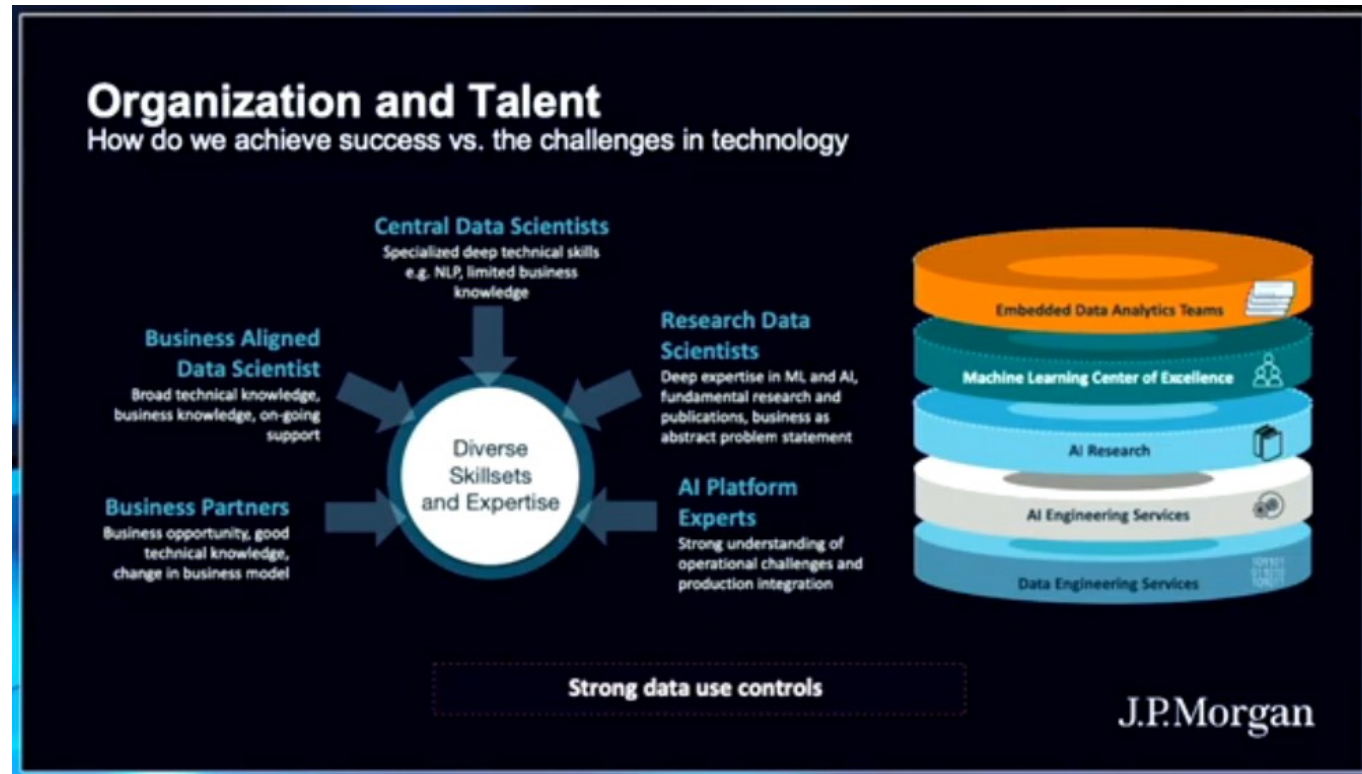 Organization and Talent
How do we achieve success vs. the challenges in technology
Central Data Scientists
Specialized deep technical skills
e.g. NLP, limited business
knowledge
Business Aligned
Data Scientist
Broad technical knowledge,
business knowledge, on-going
support
Research Data
Scientists
Deep expertise in ML and AI,
fundamental research and
publications, business as
abstract problem statement
Diverse
Skillsets
and Expertise
Business Partners
Business opportunity, good
technical knowledge,
change in business model
AI Platform
Experts
Strong understanding of
operational challenges and
production integration
Embedded Data Analytics Teams
Machine Learning Center of Excellence
AI Research
AI Engineering Services
Data Engineering Services
Strong data use controls
J.P.Morgan